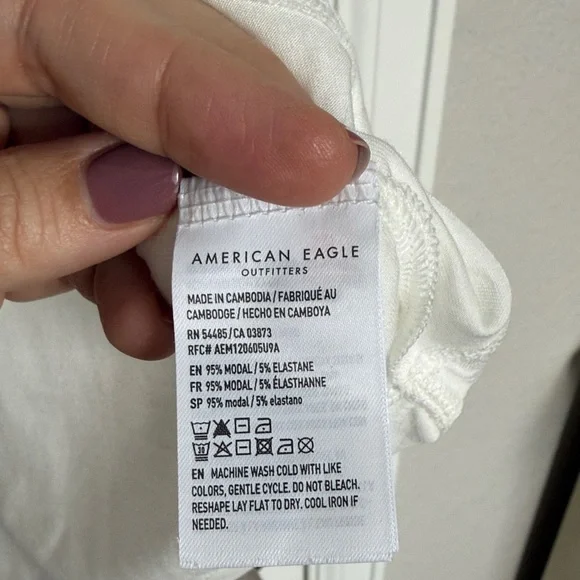 AMERICAN EAGLE
OUTFITTERS
MADE IN CAMBODIA / FABRIQUÉ AU
CAMBODGE / HECHO EN CAMBOYA
RN 54485 / CA 03873
RFC# AEM120605U9A
EN 95% MODAL / 5% ELASTANE
FR 95% MODAL / 5% ÉLASTHANNE
SP 95% modal / 5% elastano
EN MACHINE WASH COLD WITH LIKE
COLORS, GENTLE CYCLE. DO NOT BLEACH.
RESHAPE LAY FLAT TO DRY. COOL IRON IF
NEEDED.